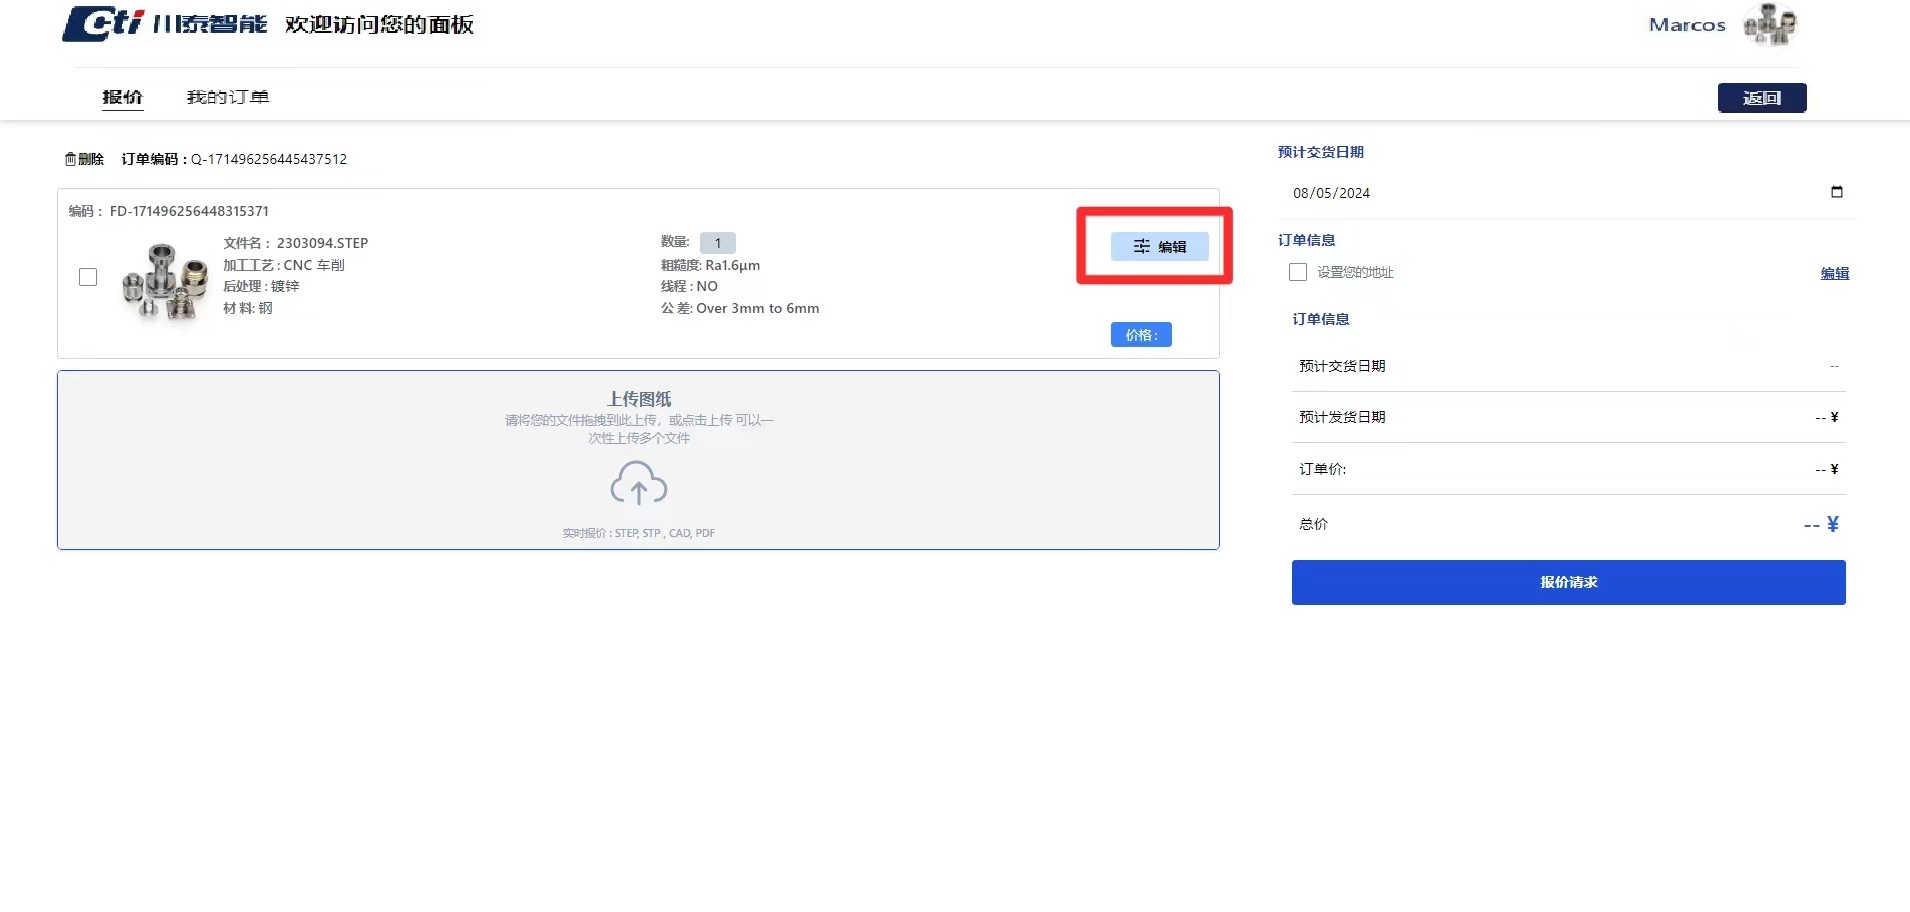 cti 川泰智能 欢迎访问您的面板
Marcos
报价 我的订单
返回
删除 订单编码 : Q-171496256445437512
编码 : FD-171496256448315371
文件名 : 2303094.STEP
加工工艺 : CNC 车削
后处理 : 镀锌
材 料: 钢
数量: 1
粗糙度: Ra1.6μm
线程 : NO
公 差: Over 3mm to 6mm
编辑
价格 :
上传图纸
请将您的文件拖拽到此上传，或点击上传 可以一
次性上传多个文件
实时报价 : STEP, STP , CAD, PDF
预计交货日期
08/05/2024
订单信息
设置您的地址 编辑
订单信息
预计交货日期 --
预计发货日期 -- ¥
订单价: -- ¥
总价 -- ¥
报价请求